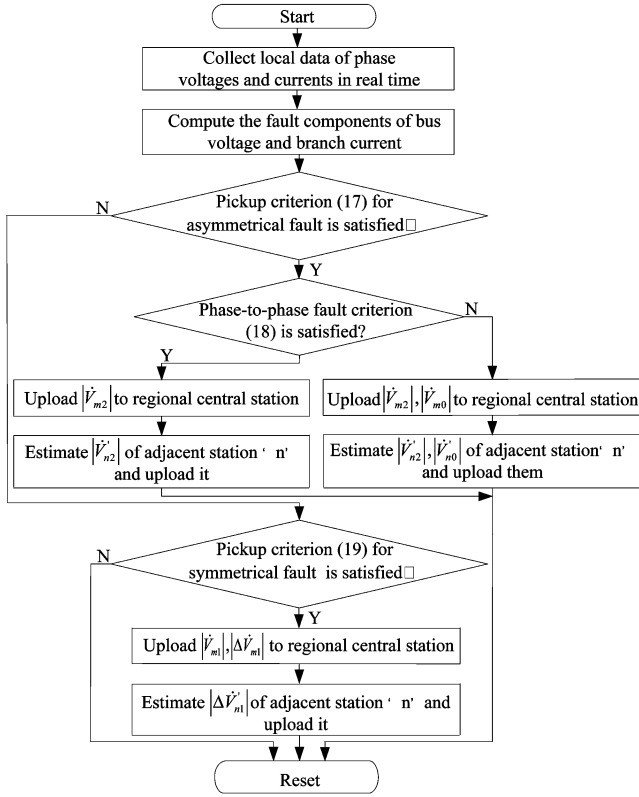 Start
Collect local data of phase
voltages and currents in real time
Compute the fault components of bus
voltage and branch current
Pickup criterion (17) for
asymmetrical fault is satisfied□
N
Y
Phase-to-phase fault criterion
(18) is satisfied?
N
Y
Upload |V̇m2| to regional central station
Upload |V̇m2|,|V̇m0| to regional central station
Estimate |V̇'n2| of adjacent station ‘ n’
and upload it
Estimate |V̇'n2|,|V̇'n0| of adjacent station‘ n’
and upload them
Pickup criterion (19) for
symmetrical fault is satisfied□
N
Y
Upload |V̇m1|,|ΔV̇m1| to regional central station
Estimate |ΔV̇'n1| of adjacent station ‘ n’ and
upload it
Reset